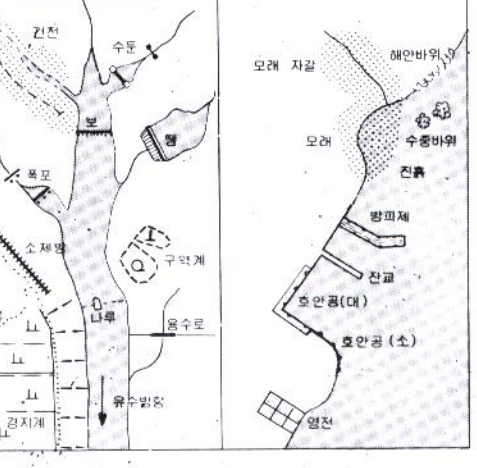 건천
수문
보
댐
폭포
소제방
구역계
나루
용수로
유수방향
경지계
해안바위
모래 자갈
모래
수중바위
진흙
방파제
잔교
호안공(대)
호안공 (소)
염전